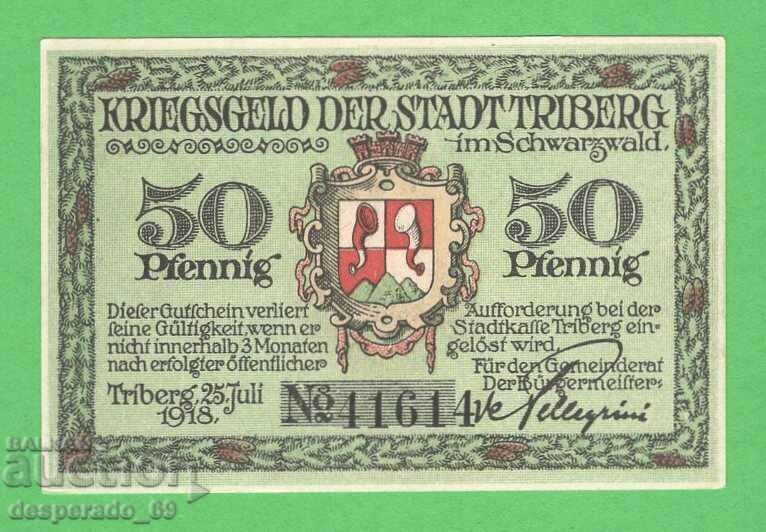 KRIEGSGELD DER STADT TRIBERG
im Schwarzwald.
50
Pfennig
50
Pfennig
Dieser Gutschein verliert
seine Gültigkeit, wenn er
nicht innerhalb 3 Monaten
nach erfolgter öffentlicher
Aufforderung bei der
Stadtkasse Triberg ein-
gelöst wird.
Für den Gemeinderat
Der Bürgermeister:
Triberg, 25. Juli
1918.
No 41614
de Pellegrini
BALKAN
auction
desperado_69